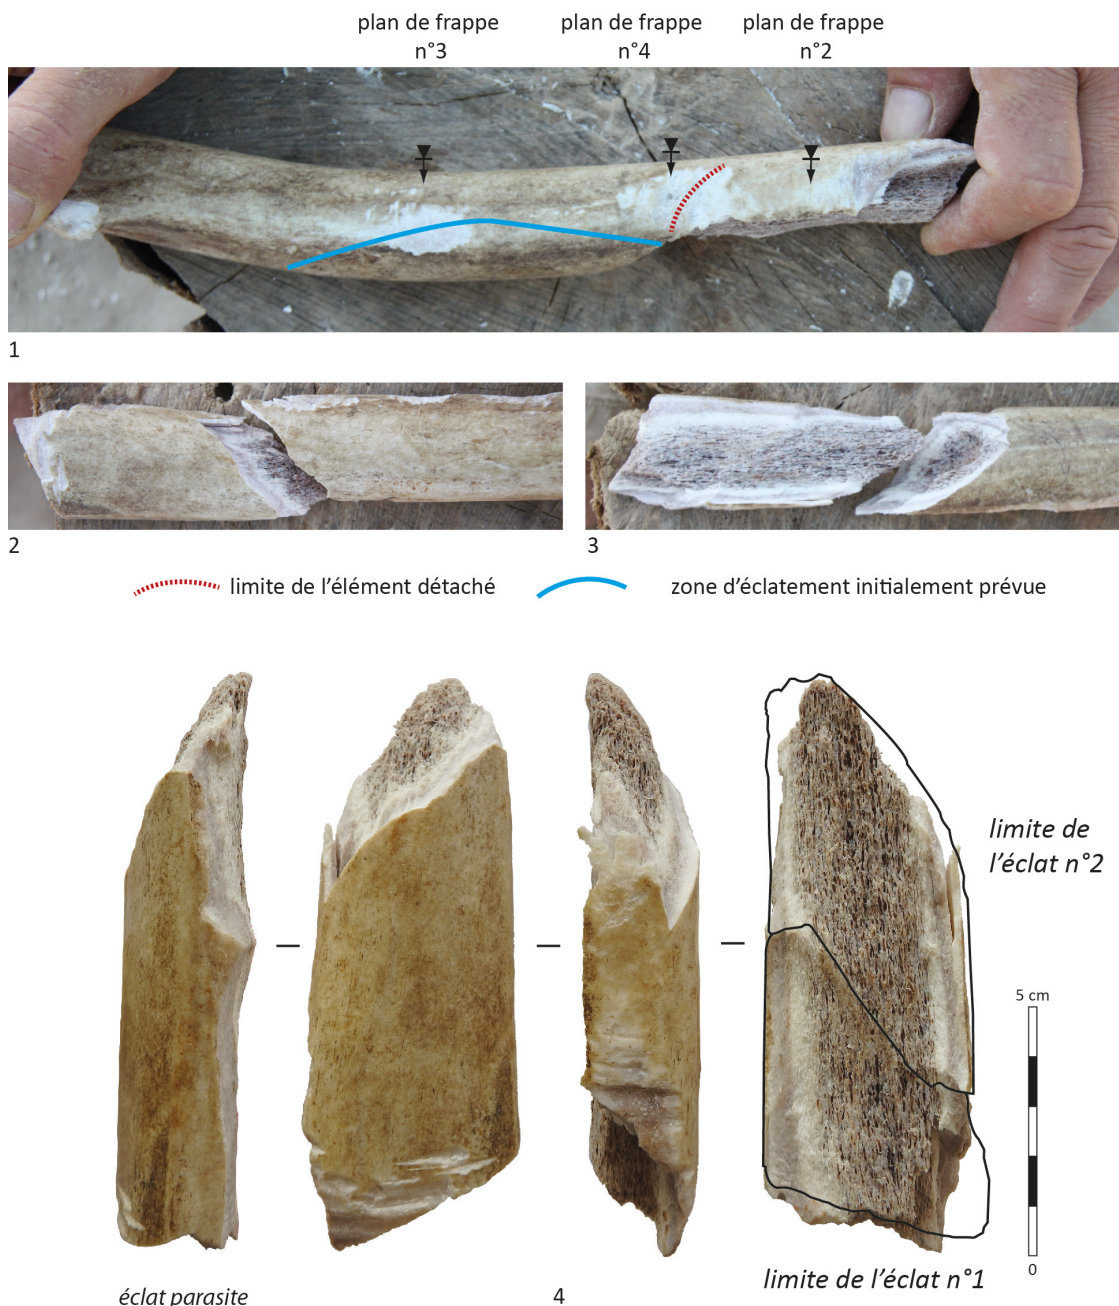 plan de frappe
n°3
plan de frappe
n°4
plan de frappe
n°2
1
2
3
limite de l'élément détaché
zone d'éclatement initialement prévue
limite de
l'éclat n°2
5 cm
0
limite de l'éclat n°1
éclat parasite
4